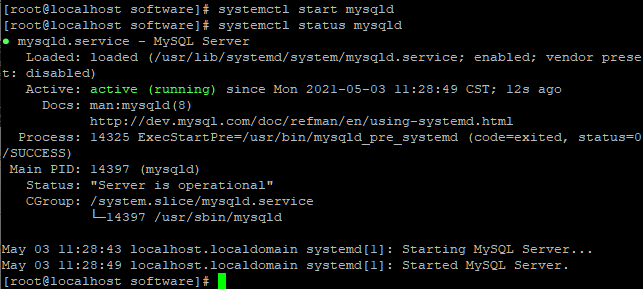 [root@localhost software]# systemctl start mysqld
[root@localhost software]# systemctl status mysqld
● mysqld.service - MySQL Server
   Loaded: loaded (/usr/lib/systemd/system/mysqld.service; enabled; vendor prese
t: disabled)
   Active: active (running) since Mon 2021-05-03 11:28:49 CST; 12s ago
     Docs: man:mysqld(8)
           http://dev.mysql.com/doc/refman/en/using-systemd.html
  Process: 14325 ExecStartPre=/usr/bin/mysqld_pre_systemd (code=exited, status=0
/SUCCESS)
 Main PID: 14397 (mysqld)
   Status: "Server is operational"
   CGroup: /system.slice/mysqld.service
           └─14397 /usr/sbin/mysqld
May 03 11:28:43 localhost.localdomain systemd[1]: Starting MySQL Server...
May 03 11:28:49 localhost.localdomain systemd[1]: Started MySQL Server.
[root@localhost software]#